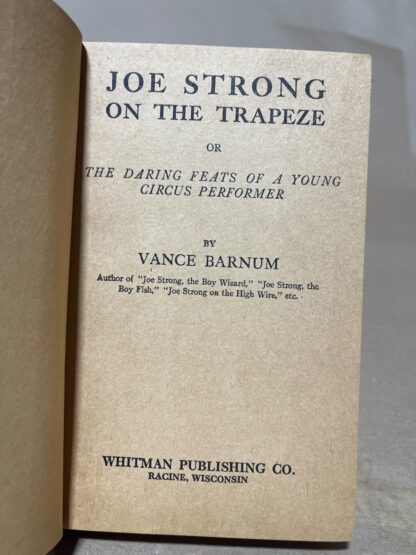 JOE STRONG
ON THE TRAPEZE
OR
THE DARING FEATS OF A YOUNG
CIRCUS PERFORMER
BY
VANCE BARNUM
Author of "Joe Strong, the Boy Wizard," "Joe Strong, the
Boy Fish," "Joe Strong on the High Wire," etc.
WHITMAN PUBLISHING CO.
RACINE, WISCONSIN